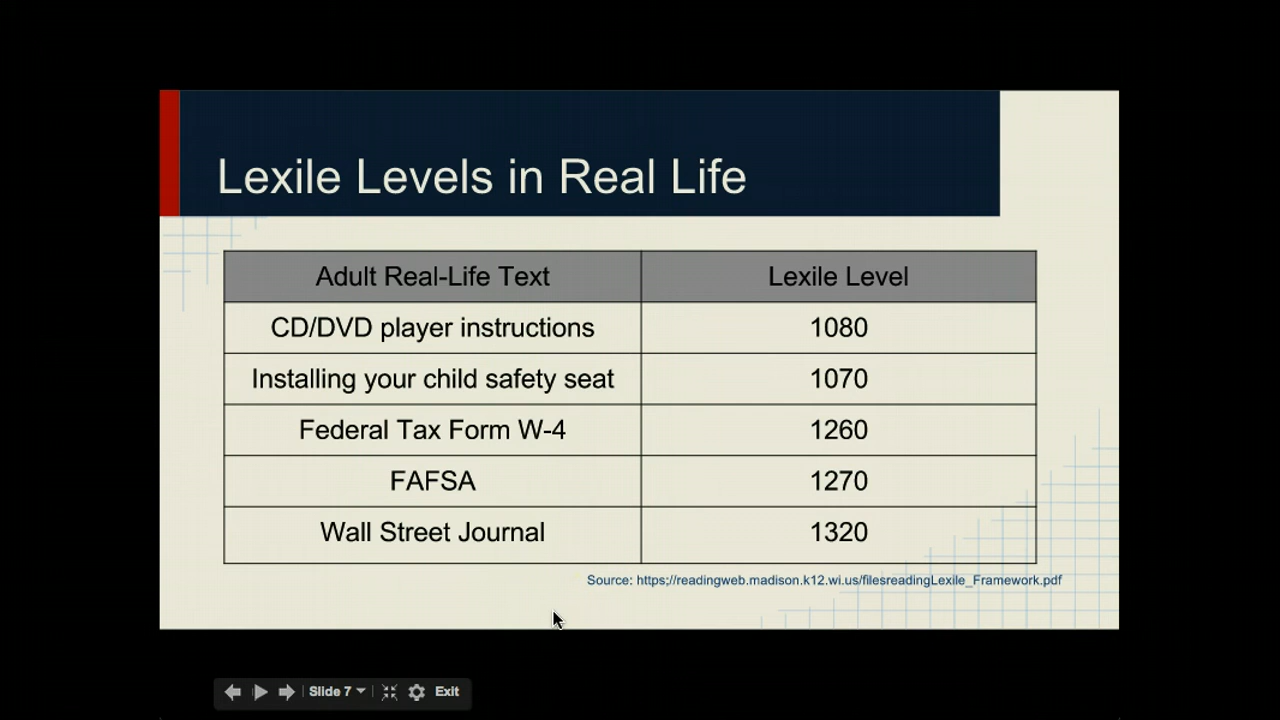 Lexile Levels in Real Life
Adult Real-Life Text Lexile Level
CD/DVD player instructions 1080
Installing your child safety seat 1070
Federal Tax Form W-4 1260
FAFSA 1270
Wall Street Journal 1320
Source: https://readingweb.madison.k12.wi.us/filesreadingLexile_Framework.pdf
Slide 7 Exit